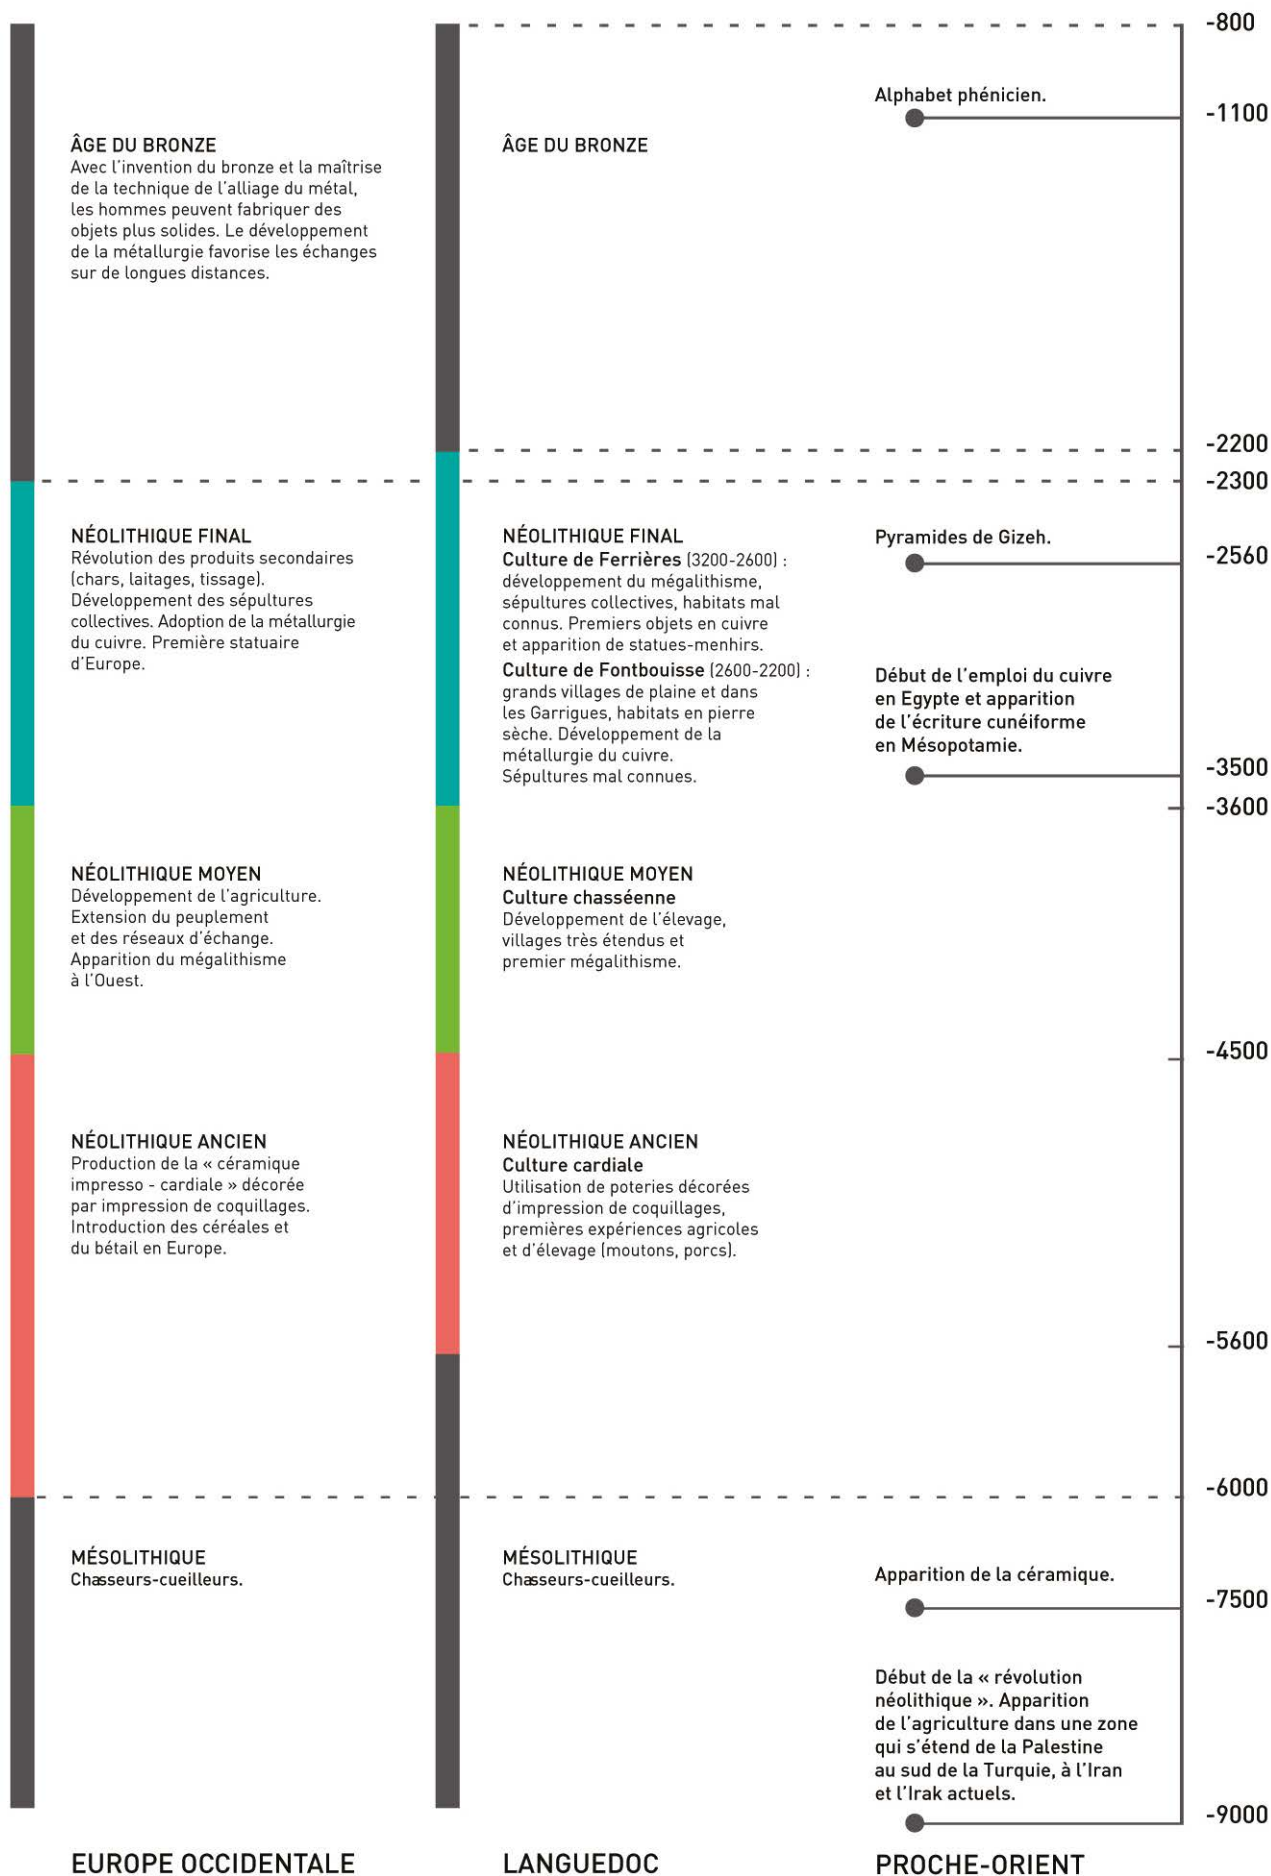 -800
Alphabet phénicien.
-1100
ÂGE DU BRONZE
Avec l'invention du bronze et la maîtrise
de la technique de l'alliage du métal,
les hommes peuvent fabriquer des
objets plus solides. Le développement
de la métallurgie favorise les échanges
sur de longues distances.
ÂGE DU BRONZE
-2200
-2300
NÉOLITHIQUE FINAL
Révolution des produits secondaires
(chars, laitages, tissage).
Développement des sépultures
collectives. Adoption de la métallurgie
du cuivre. Première statuaire
d'Europe.
NÉOLITHIQUE FINAL
Culture de Ferrières (3200-2600) :
développement du mégalithisme,
sépultures collectives, habitats mal
connus. Premiers objets en cuivre
et apparition de statues-menhirs.
Culture de Fontbouisse (2600-2200) :
grands villages de plaine et dans
les Garrigues, habitats en pierre
sèche. Développement de la
métallurgie du cuivre.
Sépultures mal connues.
Pyramides de Gizeh.
-2560
Début de l'emploi du cuivre
en Egypte et apparition
de l'écriture cunéiforme
en Mésopotamie.
-3500
-3600
NÉOLITHIQUE MOYEN
Développement de l'agriculture.
Extension du peuplement
et des réseaux d'échange.
Apparition du mégalithisme
à l'Ouest.
NÉOLITHIQUE MOYEN
Culture chasséenne
Développement de l'élevage,
villages très étendus et
premier mégalithisme.
-4500
NÉOLITHIQUE ANCIEN
Production de la « céramique
impresso - cardiale » décorée
par impression de coquillages.
Introduction des céréales et
du bétail en Europe.
NÉOLITHIQUE ANCIEN
Culture cardiale
Utilisation de poteries décorées
d'impression de coquillages,
premières expériences agricoles
et d'élevage (moutons, porcs).
-5600
-6000
MÉSOLITHIQUE
Chasseurs-cueilleurs.
MÉSOLITHIQUE
Chasseurs-cueilleurs.
Apparition de la céramique.
-7500
Début de la « révolution
néolithique ». Apparition
de l'agriculture dans une zone
qui s'étend de la Palestine
au sud de la Turquie, à l'Iran
et l'Irak actuels.
-9000
EUROPE OCCIDENTALE
LANGUEDOC
PROCHE-ORIENT